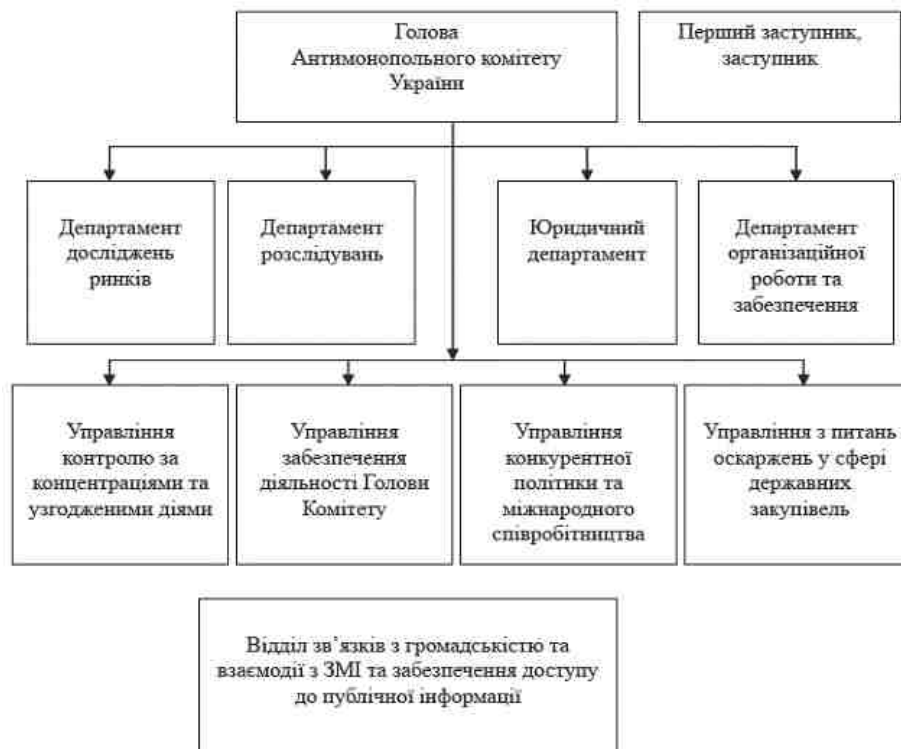 Голова
Антимонопольного комітету
України
Перший заступник,
заступник
Департамент
досліджень
ринків
Департамент
розслідувань
Юридичний
департамент
Департамент
організаційної
роботи та
забезпечення
Управління
контролю за
концентраціями та
узгодженими діями
Управління
забезпечення
діяльності Голови
Комітету
Управління
конкурентної
політики та
міжнародного
співробітництва
Управління з питань
оскаржень у сфері
державних
закупівель
Відділ зв’язків з громадськістю та
взаємодії з ЗМІ та забезпечення доступу
до публічної інформації